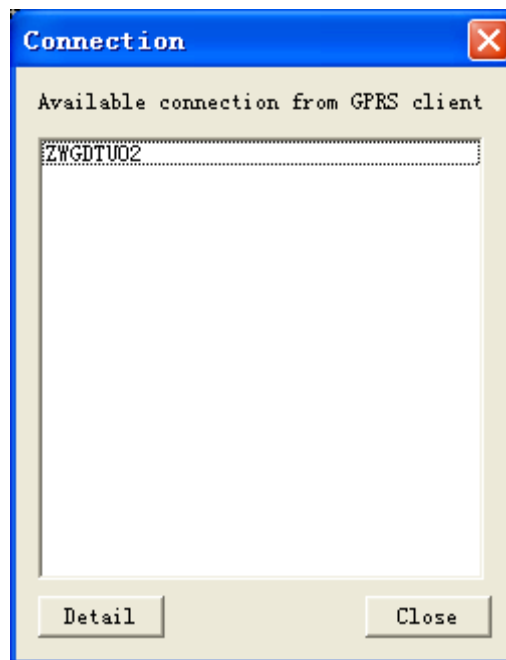 Connection
Available connection from GPRS client
ZWGDTU02
Detail
Close